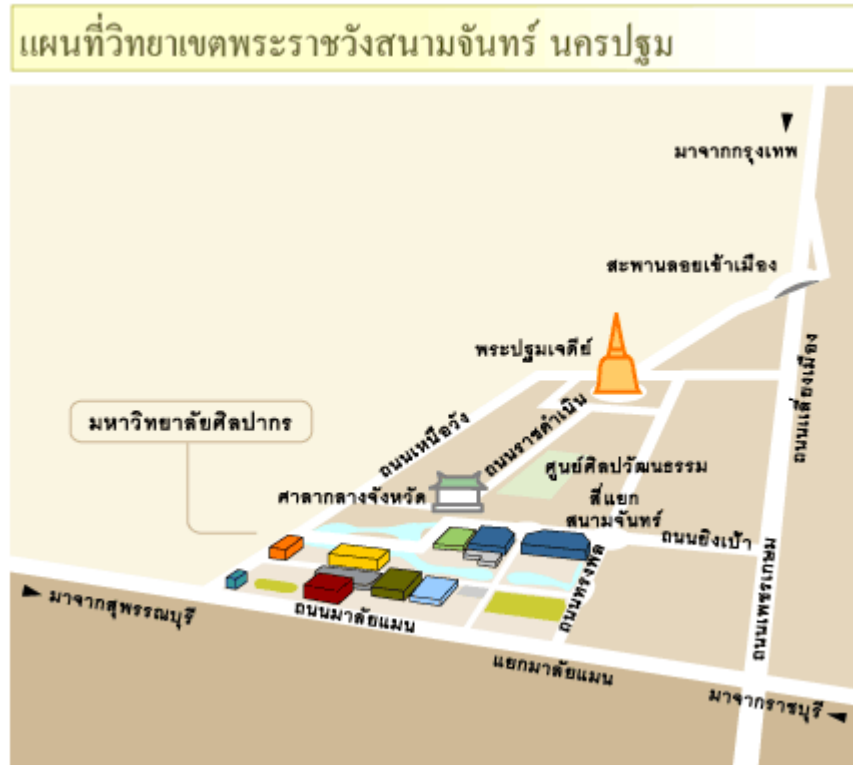 แผนที่วิทยาเขตพระราชวังสนามจันทร์ นครปฐม
มาจากกรุงเทพ
สะพานลอยเข้าเมือง
พระปฐมเจดีย์
ถนนเลี่ยงเมือง
มหาวิทยาลัยศิลปากร
ถนนเหนือวัง
ถนนราชดำเนิน
ศูนย์ศิลปวัฒนธรรม
ศาลากลางจังหวัด
สี่แยก
สนามจันทร์
ถนนยิงเป้า
ถนนทรงพล
ถนนเพชรเกษม
มาจากสุพรรณบุรี
ถนนมาลัยแมน
แยกมาลัยแมน
มาจากราชบุรี